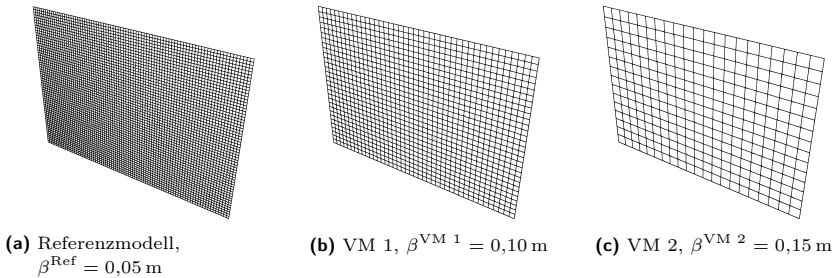 (a) Referenzmodell,
β^Ref = 0,05 m
(b) VM 1, β^VM 1 = 0,10 m
(c) VM 2, β^VM 2 = 0,15 m